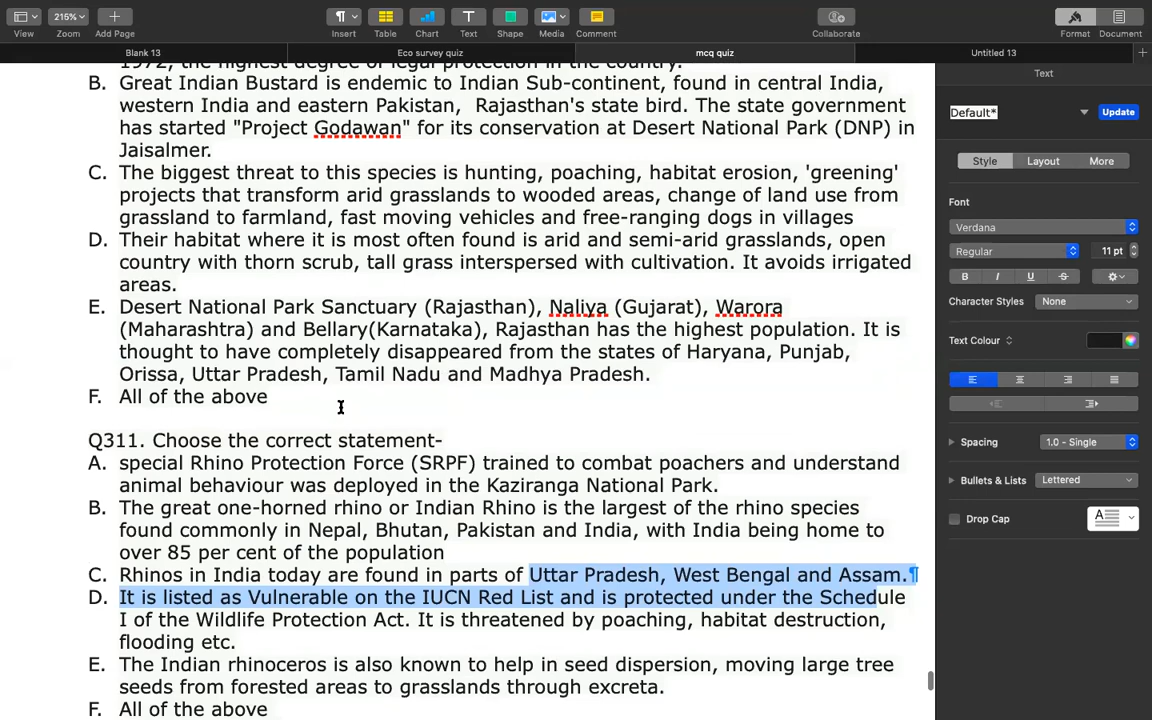 215%
View
Zoom
Add Page
Insert
Table
Chart
Text
Shape
Media
Comment
Collaborate
Format
Document
Blank 13
Eco survey quiz
mcq quiz
Untitled 13
1972, the highest degree of legal protection in the country.
B. Great Indian Bustard is endemic to Indian Sub-continent, found in central India,
western India and eastern Pakistan, Rajasthan's state bird. The state government
has started "Project Godawan" for its conservation at Desert National Park (DNP) in
Jaisalmer.
C. The biggest threat to this species is hunting, poaching, habitat erosion, 'greening'
projects that transform arid grasslands to wooded areas, change of land use from
grassland to farmland, fast moving vehicles and free-ranging dogs in villages
D. Their habitat where it is most often found is arid and semi-arid grasslands, open
country with thorn scrub, tall grass interspersed with cultivation. It avoids irrigated
areas.
E. Desert National Park Sanctuary (Rajasthan), Naliya (Gujarat), Warora
(Maharashtra) and Bellary(Karnataka), Rajasthan has the highest population. It is
thought to have completely disappeared from the states of Haryana, Punjab,
Orissa, Uttar Pradesh, Tamil Nadu and Madhya Pradesh.
F. All of the above
Q311. Choose the correct statement-
A. special Rhino Protection Force (SRPF) trained to combat poachers and understand
animal behaviour was deployed in the Kaziranga National Park.
B. The great one-horned rhino or Indian Rhino is the largest of the rhino species
found commonly in Nepal, Bhutan, Pakistan and India, with India being home to
over 85 per cent of the population
C. Rhinos in India today are found in parts of Uttar Pradesh, West Bengal and Assam.¶
D. It is listed as Vulnerable on the IUCN Red List and is protected under the Schedule
I of the Wildlife Protection Act. It is threatened by poaching, habitat destruction,
flooding etc.
E. The Indian rhinoceros is also known to help in seed dispersion, moving large tree
seeds from forested areas to grasslands through excreta.
F. All of the above
Text
Default*
Update
Style
Layout
More
Font
Verdana
Regular
11 pt
B I U S
Character Styles
None
Text Colour
Spacing
1.0 - Single
Bullets & Lists
Lettered
Drop Cap
A